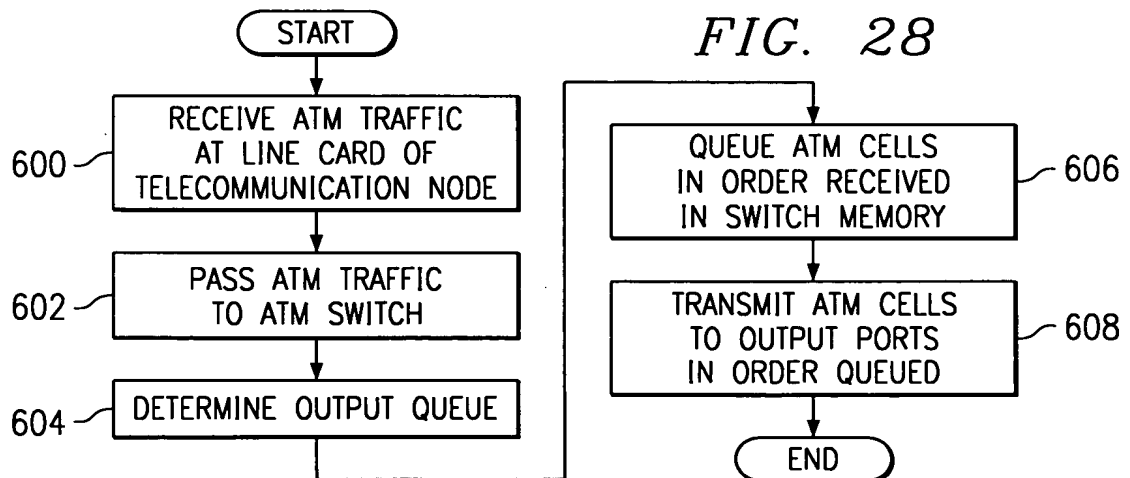 FIG. 28
START
600
RECEIVE ATM TRAFFIC
AT LINE CARD OF
TELECOMMUNICATION NODE
602
PASS ATM TRAFFIC
TO ATM SWITCH
604
DETERMINE OUTPUT QUEUE
QUEUE ATM CELLS
IN ORDER RECEIVED
IN SWITCH MEMORY
606
TRANSMIT ATM CELLS
TO OUTPUT PORTS
IN ORDER QUEUED
608
END